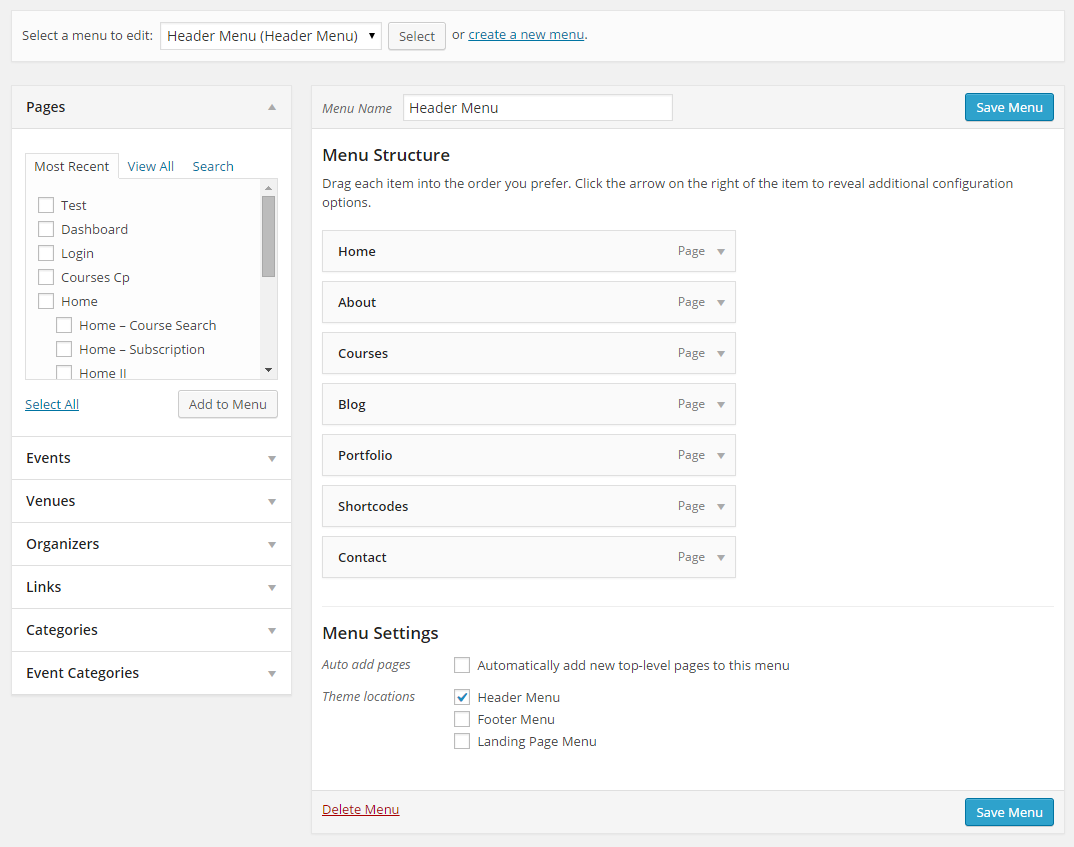 Select a menu to edit: Header Menu (Header Menu) Select or create a new menu.
Pages
Most Recent View All Search
Test
Dashboard
Login
Courses Cp
Home
Home – Course Search
Home – Subscription
Home II
Select All Add to Menu
Events
Venues
Organizers
Links
Categories
Event Categories
Menu Name Header Menu Save Menu
Menu Structure
Drag each item into the order you prefer. Click the arrow on the right of the item to reveal additional configuration
options.
Home Page
About Page
Courses Page
Blog Page
Portfolio Page
Shortcodes Page
Contact Page
Menu Settings
Auto add pages Automatically add new top-level pages to this menu
Theme locations Header Menu
Footer Menu
Landing Page Menu
Delete Menu Save Menu